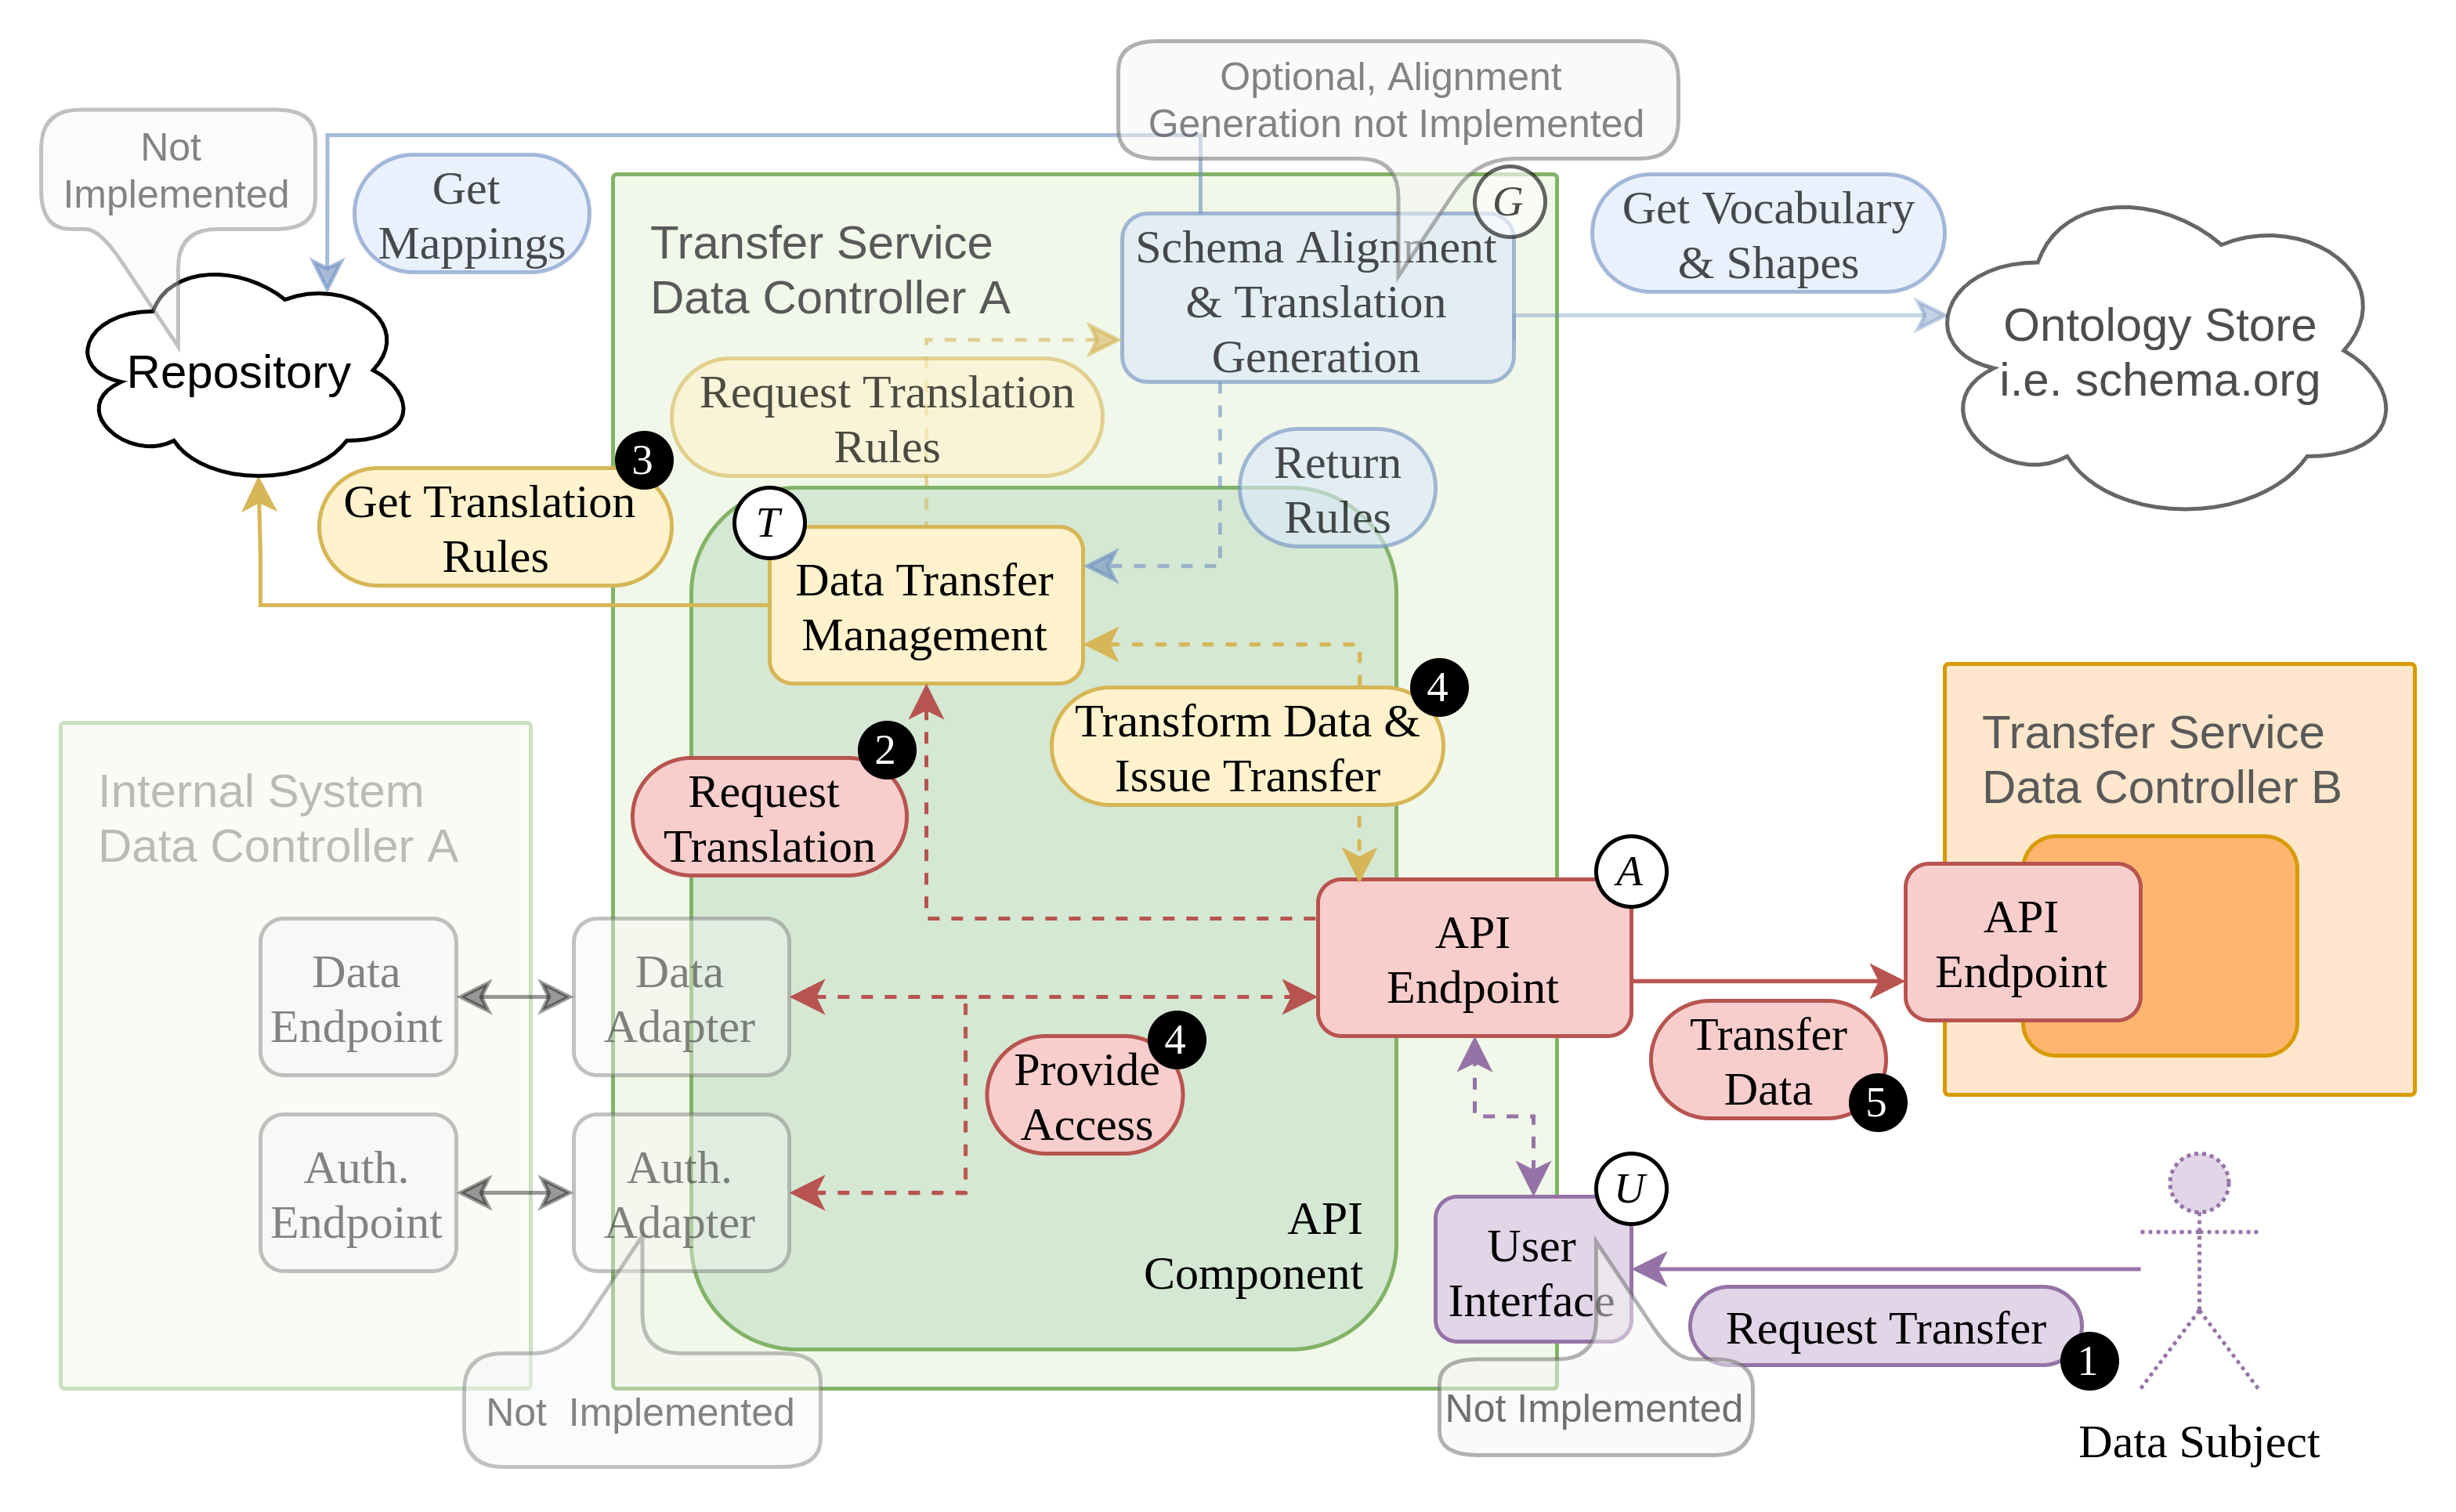 Optional, Alignment
Generation not Implemented
Not
Implemented
Get
Mappings
G
Transfer Service
Data Controller A
Schema Alignment
& Translation
Generation
Get Vocabulary
& Shapes
Ontology Store
i.e. schema.org
Repository
Request Translation
Rules
3
Get Translation
Rules
Return
Rules
T
Data Transfer
Management
4
Transform Data &
Issue Transfer
2
Request
Translation
Internal System
Data Controller A
Transfer Service
Data Controller B
A
API
Endpoint
API
Endpoint
Data
Endpoint
Data
Adapter
4
Provide
Access
Transfer
Data
5
Auth.
Endpoint
Auth.
Adapter
API
Component
U
User
Interface
Request Transfer
1
Not Implemented
Not Implemented
Data Subject